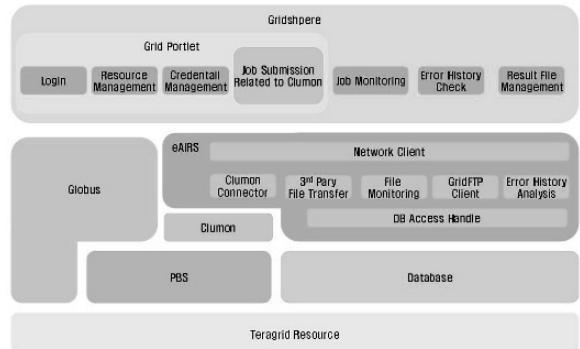 Gridshpere
Grid Portlet
Login
Resource
Management
Credentail
Management
Job Submission
Related to Clumon
Job Monitoring
Error History
Check
Result File
Management
Globus
eAIRS
Network Client
Clumon
Connector
3rd Pary
File Transfer
File
Monitoring
GridFTP
Client
Error History
Analysis
DB Access Handle
Clumon
PBS
Database
Teragrid Resource